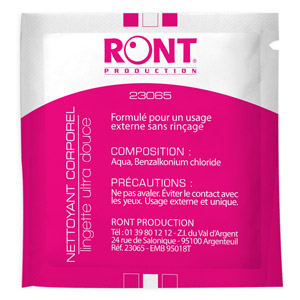 RONT
PRODUCTION
23065
NETTOYANT CORPOREL
lingette ultra douce
Formulé pour un usage
externe sans rinçage
COMPOSITION :
Aqua, Benzalkonium chloride
PRÉCAUTIONS :
Ne pas avaler. Éviter le contact avec
les yeux. Usage externe et unique.
RONT PRODUCTION
Tél : 01 39 80 12 12 - Z.I. du Val d'Argent
24 rue de Salonique - 95100 Argenteuil
Réf. 23065 - EMB 95018T